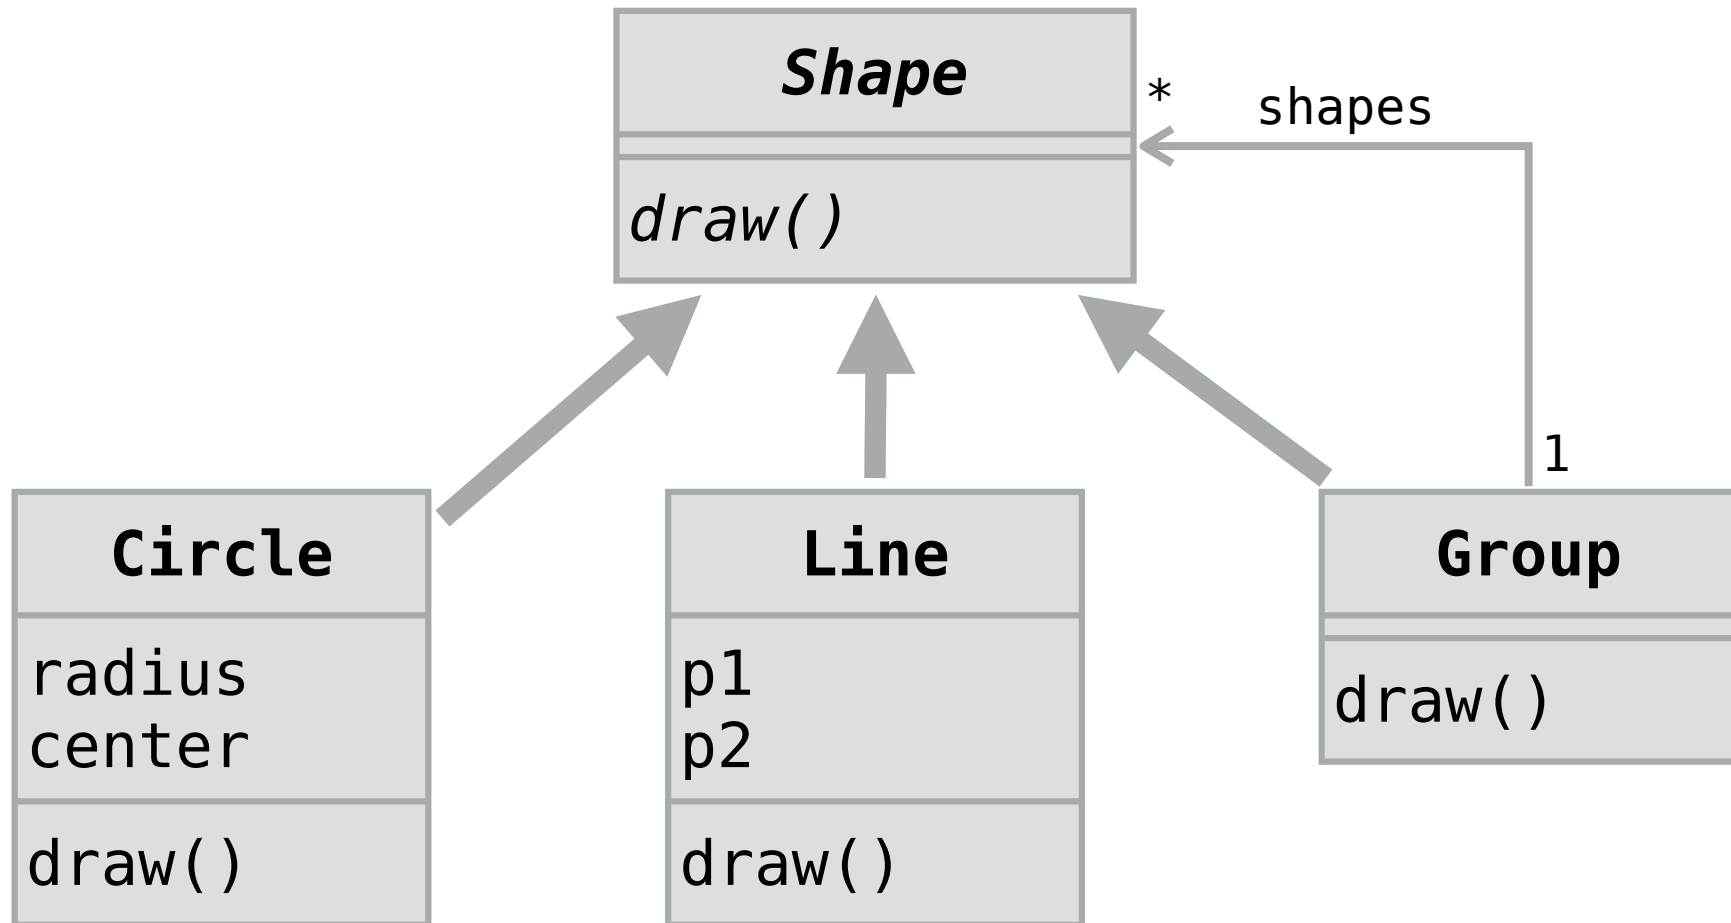 Shape
draw()
*
shapes
1
Circle
radius
center
draw()
Line
p1
p2
draw()
Group
draw()